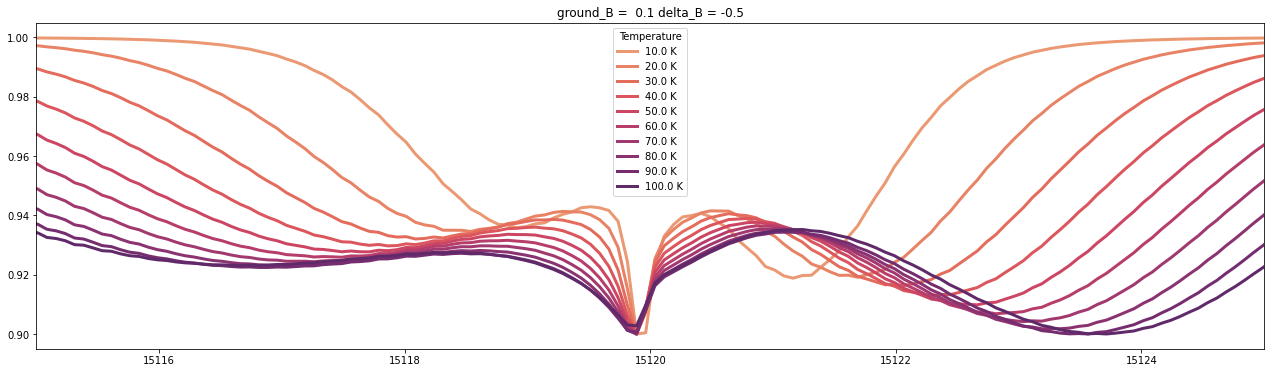 ground_B =  0.1 delta_B = -0.5
Temperature
10.0 K
20.0 K
30.0 K
40.0 K
50.0 K
60.0 K
70.0 K
80.0 K
90.0 K
100.0 K
1.00
0.98
0.96
0.94
0.92
0.90
15116 15118 15120 15122 15124